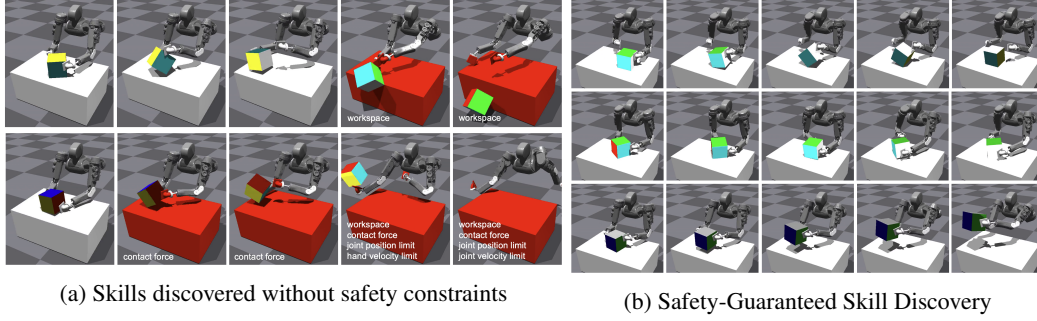 workspace
workspace
contact force
contact force
workspace
contact force
joint position limit
hand velocity limit
workspace
contact force
joint position limit
joint velocity limit
(a) Skills discovered without safety constraints
(b) Safety-Guaranteed Skill Discovery